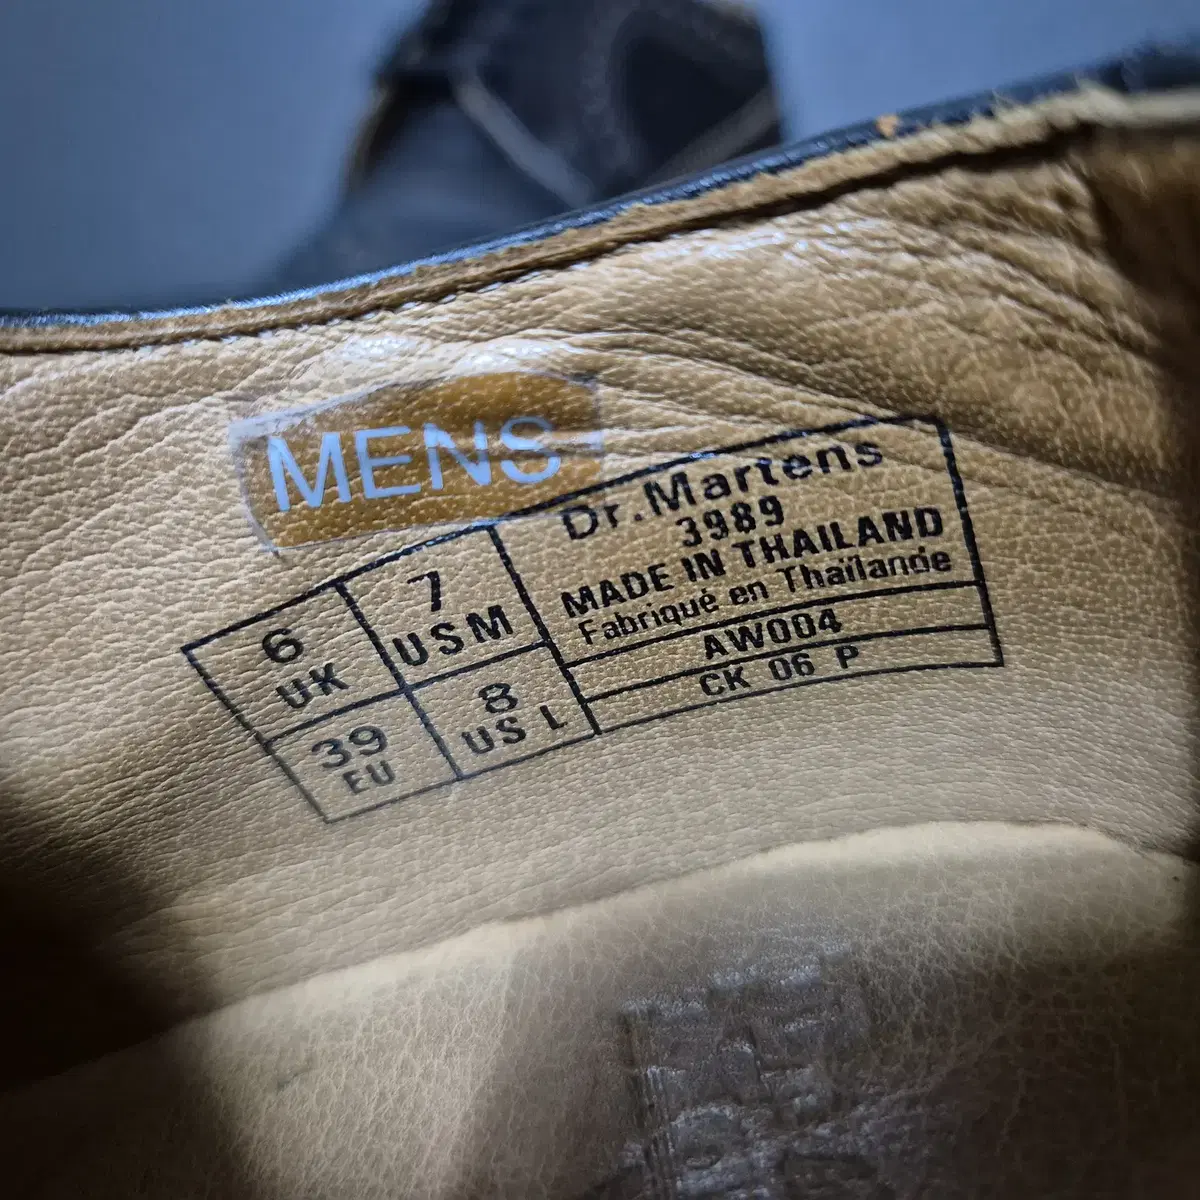 MENS
6
UK
7
USM
39
EU
8
US L
Dr.Martens
3989
MADE IN THAILAND
Fabriqué en Thaïlande
AW004
CK 06 P